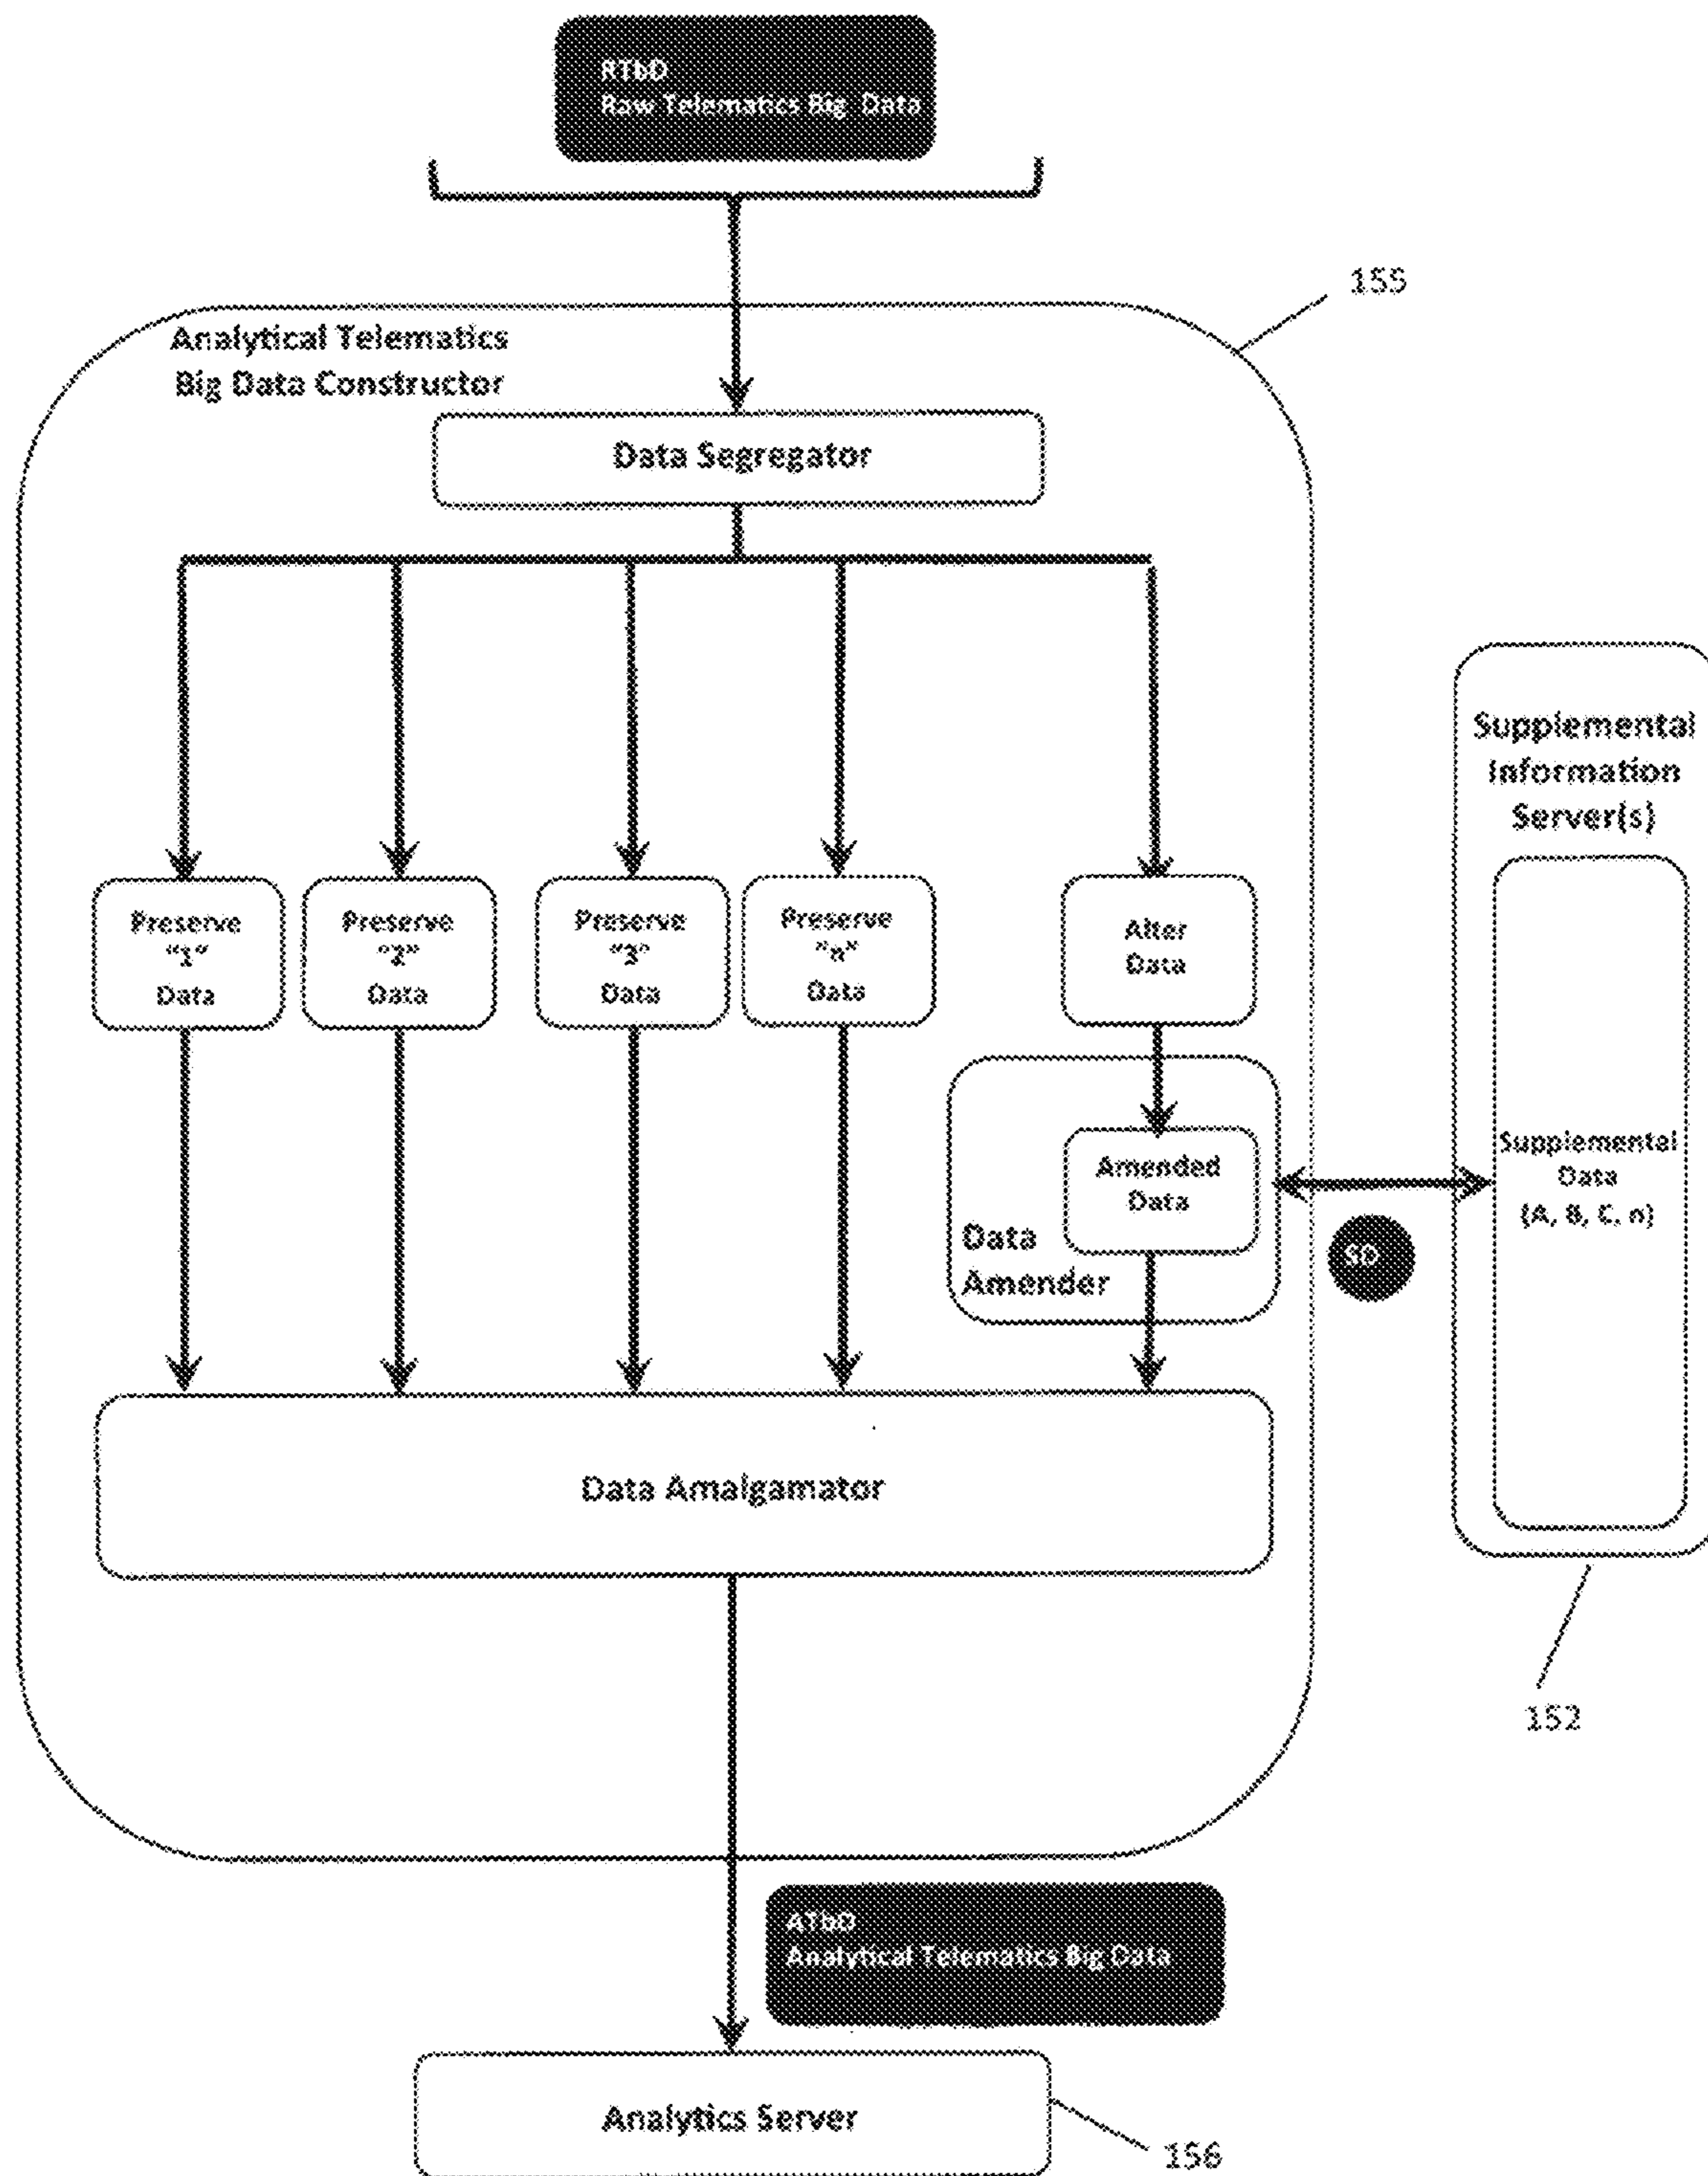 RTbD
Raw Telematics Big Data
155
Analytical Telematics
Big Data Constructor
Data Segregator
Supplemental
Information
Server(s)
Preserve
"1"
Data
Preserve
"2"
Data
Preserve
"3"
Data
Preserve
"n"
Data
Alter
Data
Amended
Data
Data
Amender
SD
Supplemental
Data
(A, B, C, n)
Data Amalgamator
152
ATbD
Analytical Telematics Big Data
Analytics Server
156